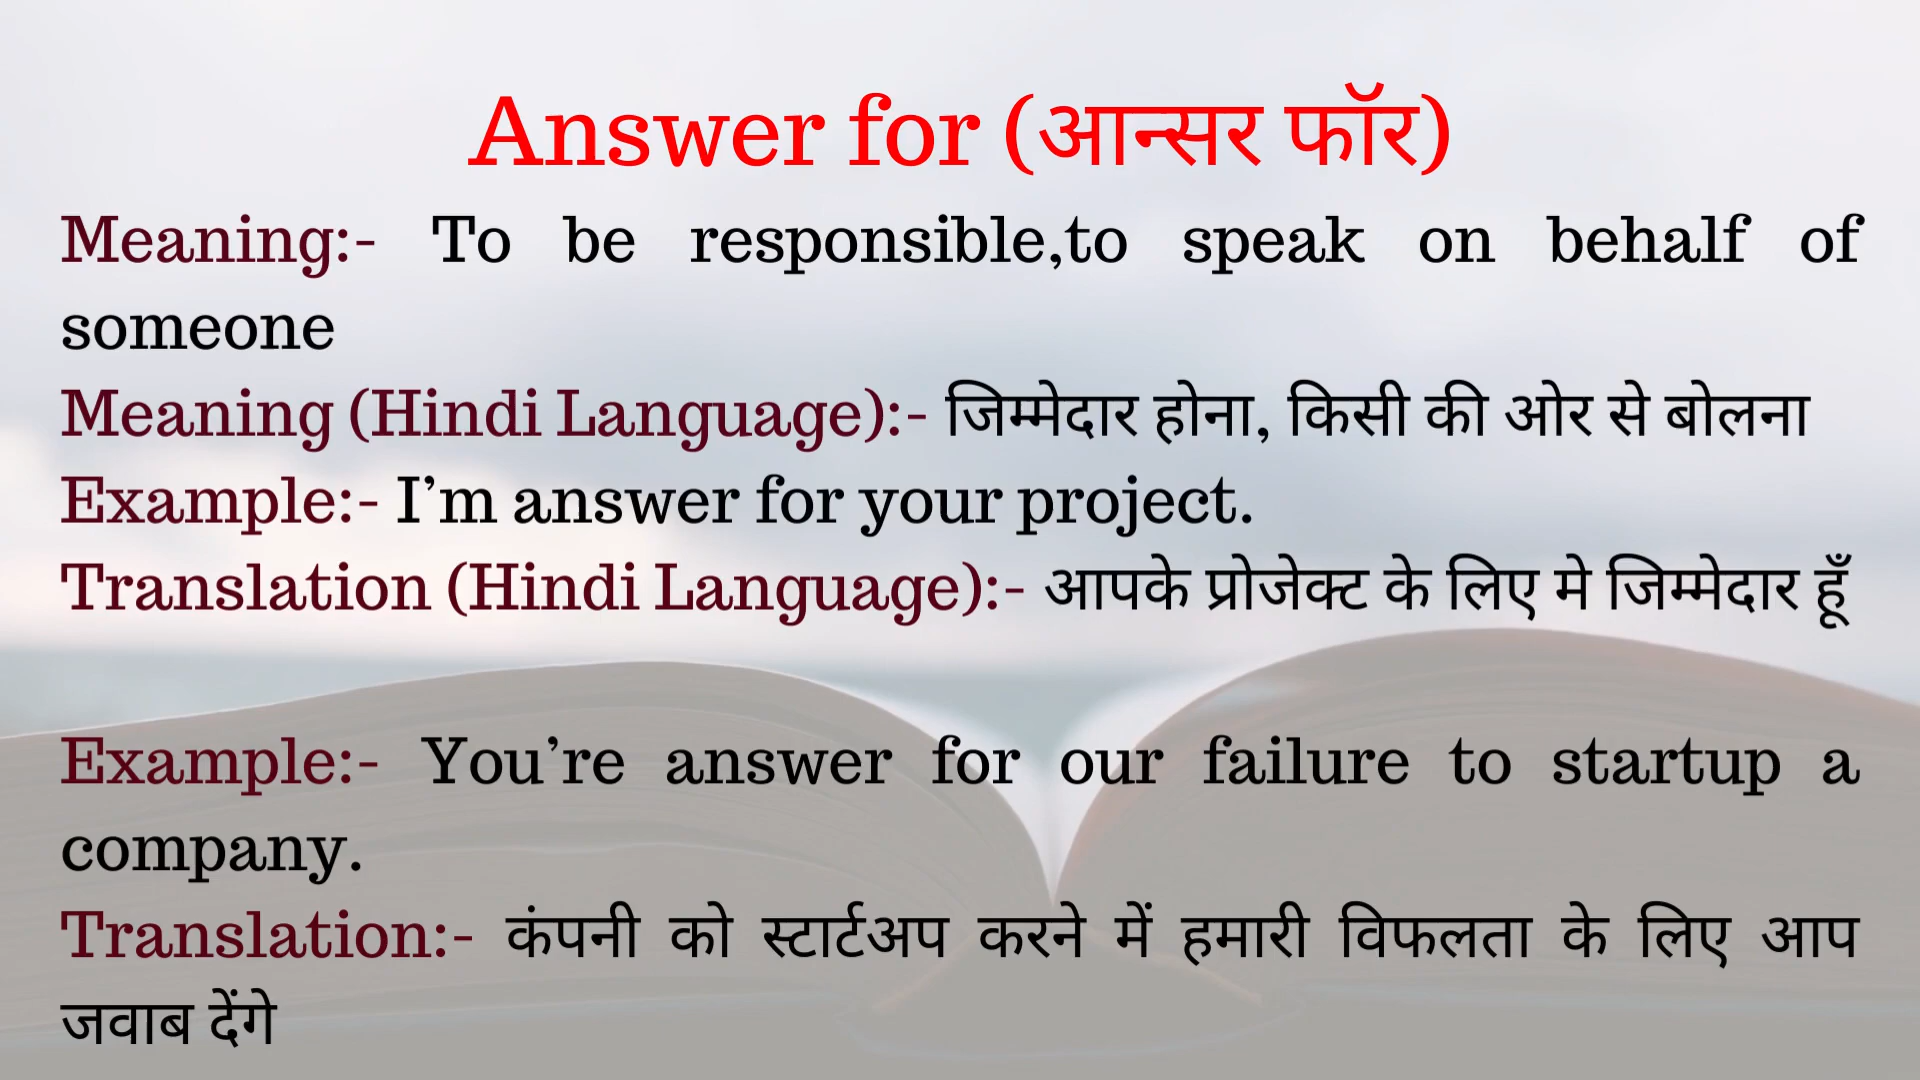 Answer for (आन्सर फॉर)
Meaning:- To be responsible,to speak on behalf of
someone
Meaning (Hindi Language):- जिम्मेदार होना, किसी की ओर से बोलना
Example:- I’m answer for your project.
Translation (Hindi Language):- आपके प्रोजेक्ट के लिए मे जिम्मेदार हूँ
Example:- You’re answer for our failure to startup a
company.
Translation:- कंपनी को स्टार्टअप करने में हमारी विफलता के लिए आप
जवाब देंगे